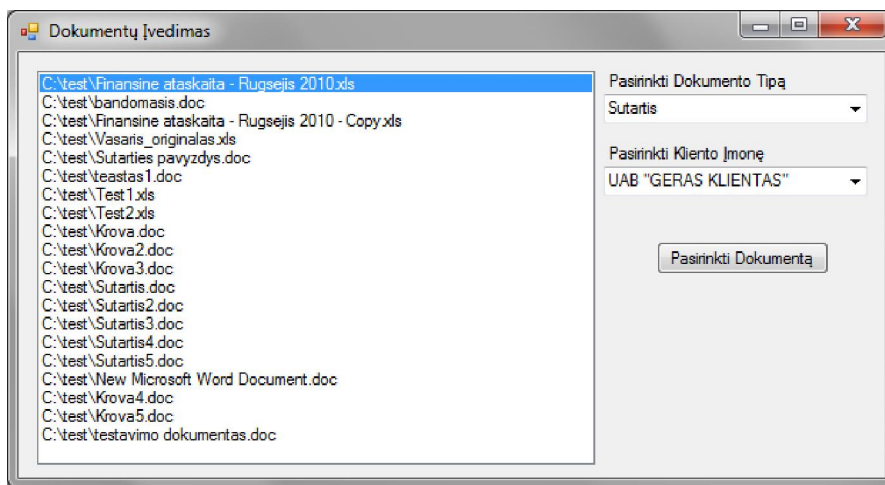 Dokumentų Įvedimas
C:\test\Finansine ataskaita - Rugsejis 2010.xls
C:\test\bandomasis.doc
C:\test\Finansine ataskaita - Rugsejis 2010 - Copy.xls
C:\test\Vasaris_originalas.xls
C:\test\Sutarties pavyzdys.doc
C:\test\teastas1.doc
C:\test\Test1.xls
C:\test\Test2.xls
C:\test\Krova.doc
C:\test\Krova2.doc
C:\test\Krova3.doc
C:\test\Sutartis.doc
C:\test\Sutartis2.doc
C:\test\Sutartis3.doc
C:\test\Sutartis4.doc
C:\test\Sutartis5.doc
C:\test\New Microsoft Word Document.doc
C:\test\Krova4.doc
C:\test\Krova5.doc
C:\test\testavimo dokumentas.doc
Pasirinkti Dokumento Tipą
Sutartis
Pasirinkti Kliento Įmonę
UAB "GERAS KLIENTAS"
Pasirinkti Dokumentą